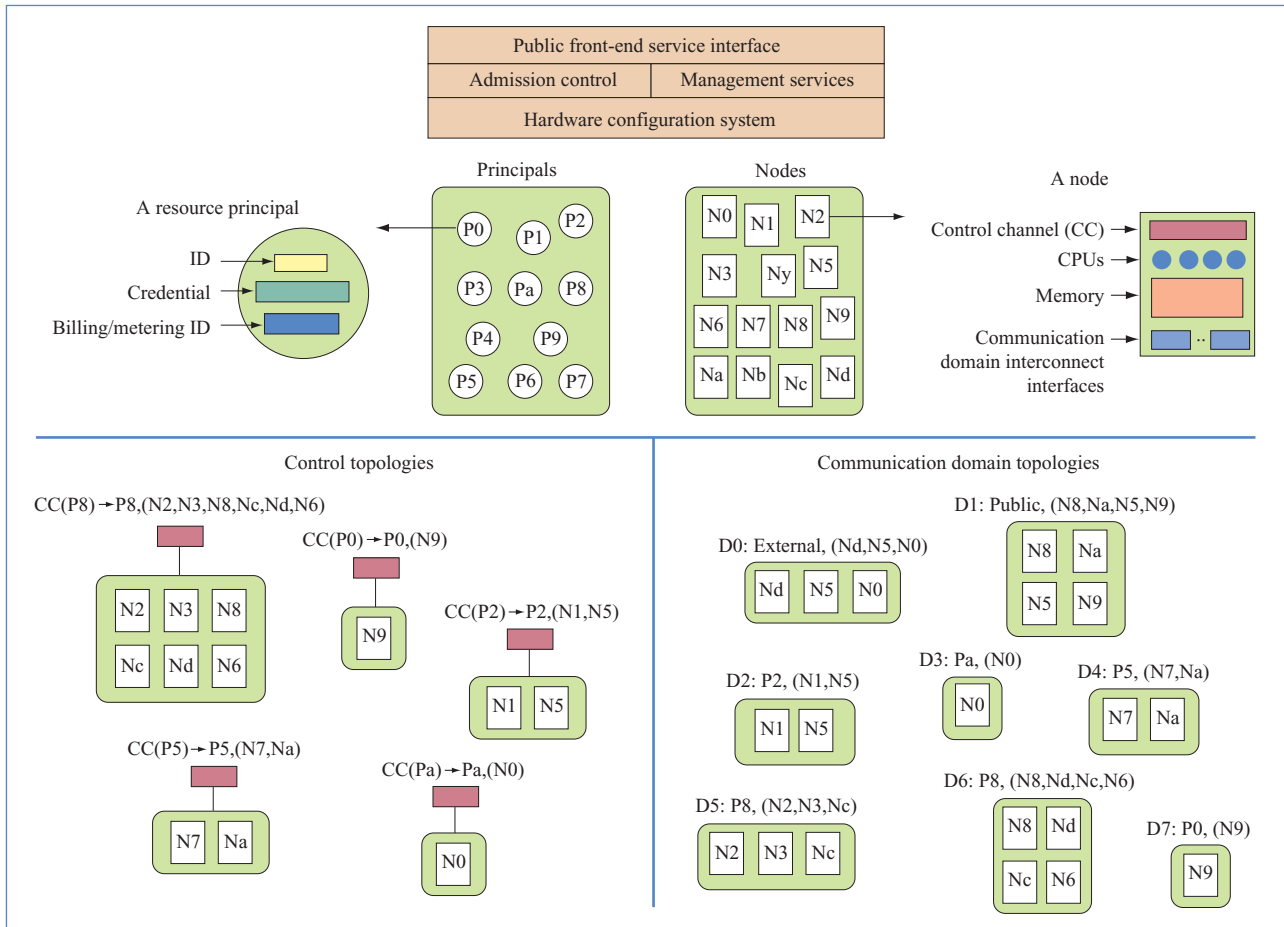 Public front-end service interface
Admission control
Management services
Hardware configuration system
Principals
Nodes
A node
A resource principal
ID
Credential
Billing/metering ID
P0
P1
P2
P3
Pa
P8
P4
P9
P5
P6
P7
N0
N1
N2
N3
Ny
N5
N6
N7
N8
N9
Na
Nb
Nc
Nd
Control channel (CC)
CPUs
Memory
Communication
domain interconnect
interfaces
..
Control topologies
CC(P8)→P8,(N2,N3,N8,Nc,Nd,N6)
N2
N3
N8
Nc
Nd
N6
CC(P0)→P0,(N9)
N9
CC(P2)→P2,(N1,N5)
N1
N5
CC(P5)→P5,(N7,Na)
N7
Na
CC(Pa)→Pa,(N0)
N0
Communication domain topologies
D0: External, (Nd,N5,N0)
Nd
N5
N0
D1: Public, (N8,Na,N5,N9)
N8
Na
N5
N9
D2: P2, (N1,N5)
N1
N5
D3: Pa, (N0)
N0
D4: P5, (N7,Na)
N7
Na
D5: P8, (N2,N3,Nc)
N2
N3
Nc
D6: P8, (N8,Nd,Nc,N6)
N8
Nd
Nc
N6
D7: P0, (N9)
N9